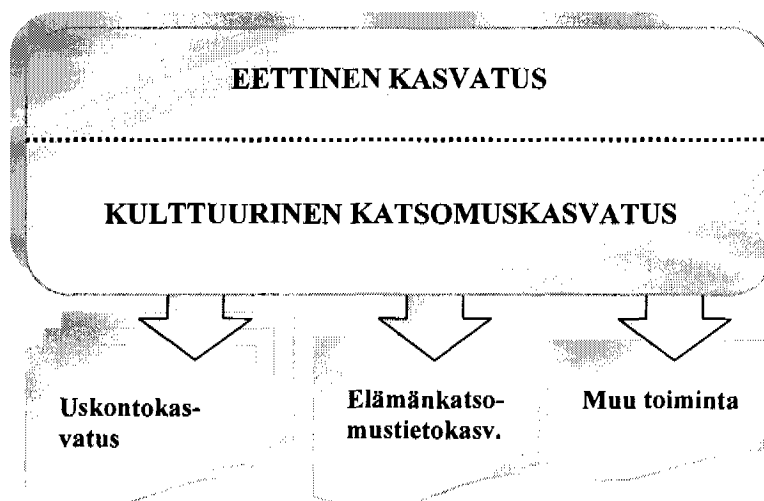 EETTINEN KASVATUS
KULTTUURINEN KATSOMUSKASVATUS
Uskontokas-
vatus
Elämänkatso-
mustietokasv.
Muu toiminta